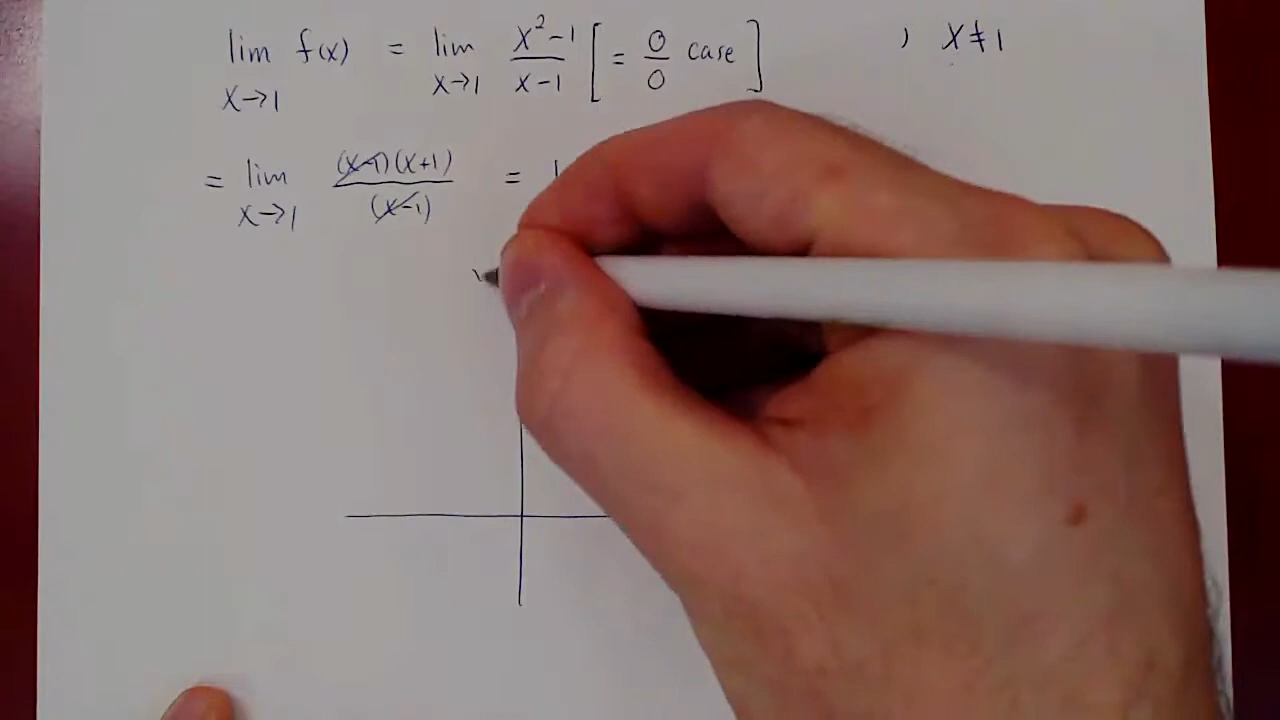 lim x→1 f(x) = lim x→1 x²-1/x-1 [= 0/0 case] , x≠1
= lim x→1 (x-1)(x+1)/(x-1) =